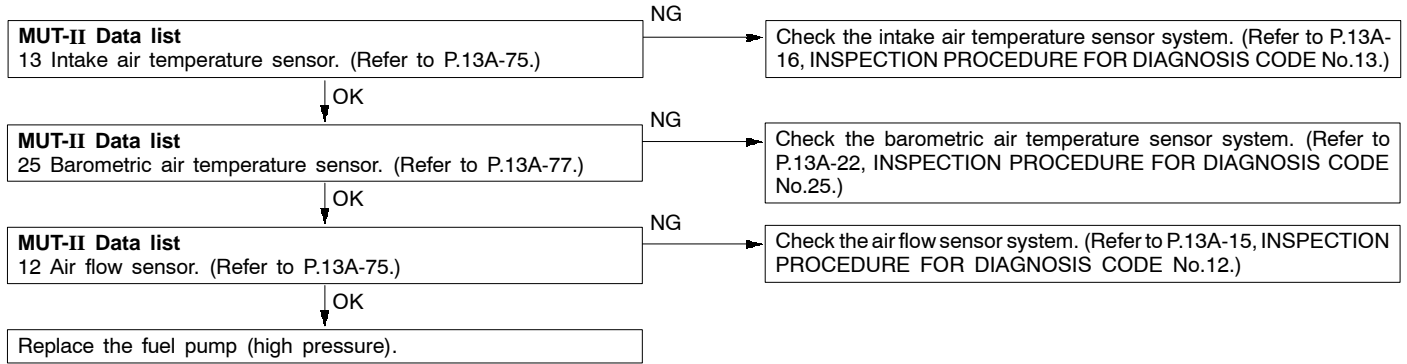 NG
MUT-II Data list
13 Intake air temperature sensor. (Refer to P.13A-75.)
Check the intake air temperature sensor system. (Refer to P.13A-
16, INSPECTION PROCEDURE FOR DIAGNOSIS CODE No.13.)
OK
NG
MUT-II Data list
25 Barometric air temperature sensor. (Refer to P.13A-77.)
Check the barometric air temperature sensor system. (Refer to
P.13A-22, INSPECTION PROCEDURE FOR DIAGNOSIS CODE
No.25.)
OK
NG
MUT-II Data list
12 Air flow sensor. (Refer to P.13A-75.)
Check the air flow sensor system. (Refer to P.13A-15, INSPECTION
PROCEDURE FOR DIAGNOSIS CODE No.12.)
OK
Replace the fuel pump (high pressure).